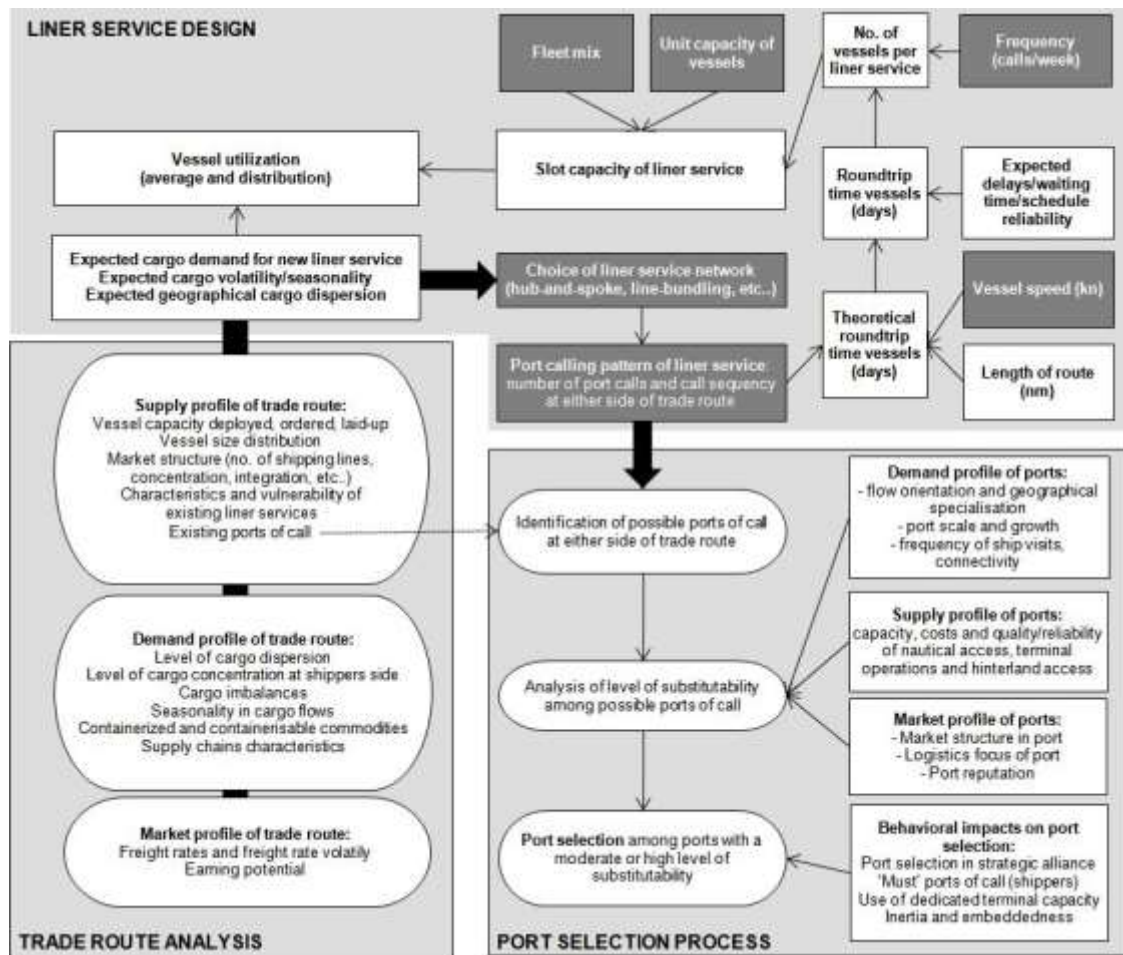 LINER SERVICE DESIGN
Fleet mix
Unit capacity of
vessels
No. of
vessels per
liner service
Frequency
(calls/week)
Vessel utilization
(average and distribution)
Slot capacity of liner service
Roundtrip
time vessels
(days)
Expected
delays/waiting
time/schedule
reliability
Expected cargo demand for new liner service
Expected cargo volatility/seasonality
Expected geographical cargo dispersion
Choice of liner service network
(hub-and-spoke, line-bundling, etc..)
Theoretical
roundtrip
time vessels
(days)
Vessel speed (kn)
Port calling pattern of liner service:
number of port calls and call sequency
at either side of trade route
Length of route
(nm)
Supply profile of trade route:
Vessel capacity deployed, ordered, laid-up
Vessel size distribution
Market structure (no. of shipping lines,
concentration, integration, etc..)
Characteristics and vulnerability of
existing liner services
Existing ports of call
Demand profile of trade route:
Level of cargo dispersion
Level of cargo concentration at shippers side
Cargo imbalances
Seasonality in cargo flows
Containerized and containerisable commodities
Supply chains characteristics
Market profile of trade route:
Freight rates and freight rate volatily
Earning potential
TRADE ROUTE ANALYSIS
Identification of possible ports of call
at either side of trade route
Analysis of level of substitutability
among possible ports of call
Port selection among ports with a
moderate or high level of
substitutability
Demand profile of ports:
- flow orientation and geographical
specialisation
- port scale and growth
- frequency of ship visits,
connectivity
Supply profile of ports:
capacity, costs and quality/reliability
of nautical access, terminal
operations and hinterland access
Market profile of ports:
- Market structure in port
- Logistics focus of port
- Port reputation
Behavioral impacts on port
selection:
Port selection in strategic alliance
'Must' ports of call (shippers)
Use of dedicated terminal capacity
Inertia and embeddedness
PORT SELECTION PROCESS